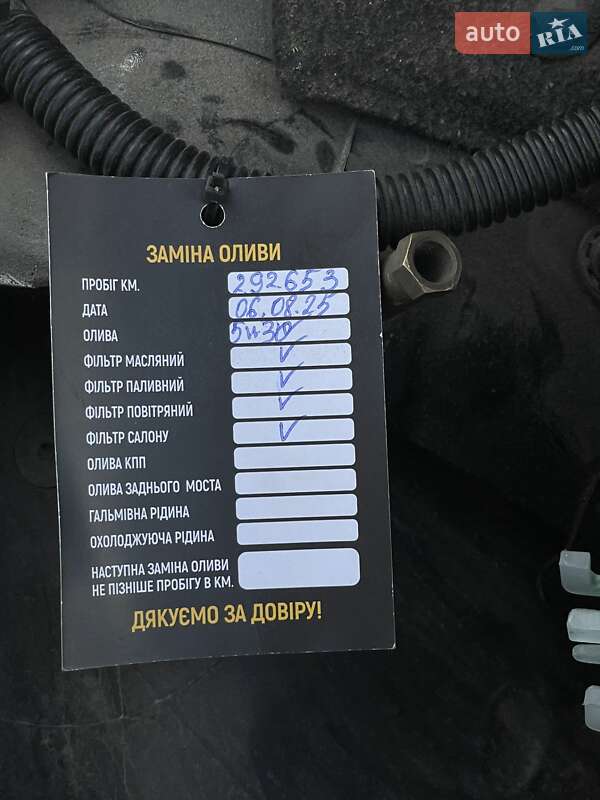 auto RIA.com
ЗАМІНА ОЛИВИ
ПРОБІГ КМ. 292653
ДАТА 06.08.25
ОЛИВА 5w30
ФІЛЬТР МАСЛЯНИЙ ✓
ФІЛЬТР ПАЛИВНИЙ ✓
ФІЛЬТР ПОВІТРЯНИЙ ✓
ФІЛЬТР САЛОНУ ✓
ОЛИВА КПП
ОЛИВА ЗАДНЬОГО МОСТА
ГАЛЬМІВНА РІДИНА
ОХОЛОДЖУЮЧА РІДИНА
НАСТУПНА ЗАМІНА ОЛИВИ
НЕ ПІЗНІШЕ ПРОБІГУ В КМ.
ДЯКУЄМО ЗА ДОВІРУ!